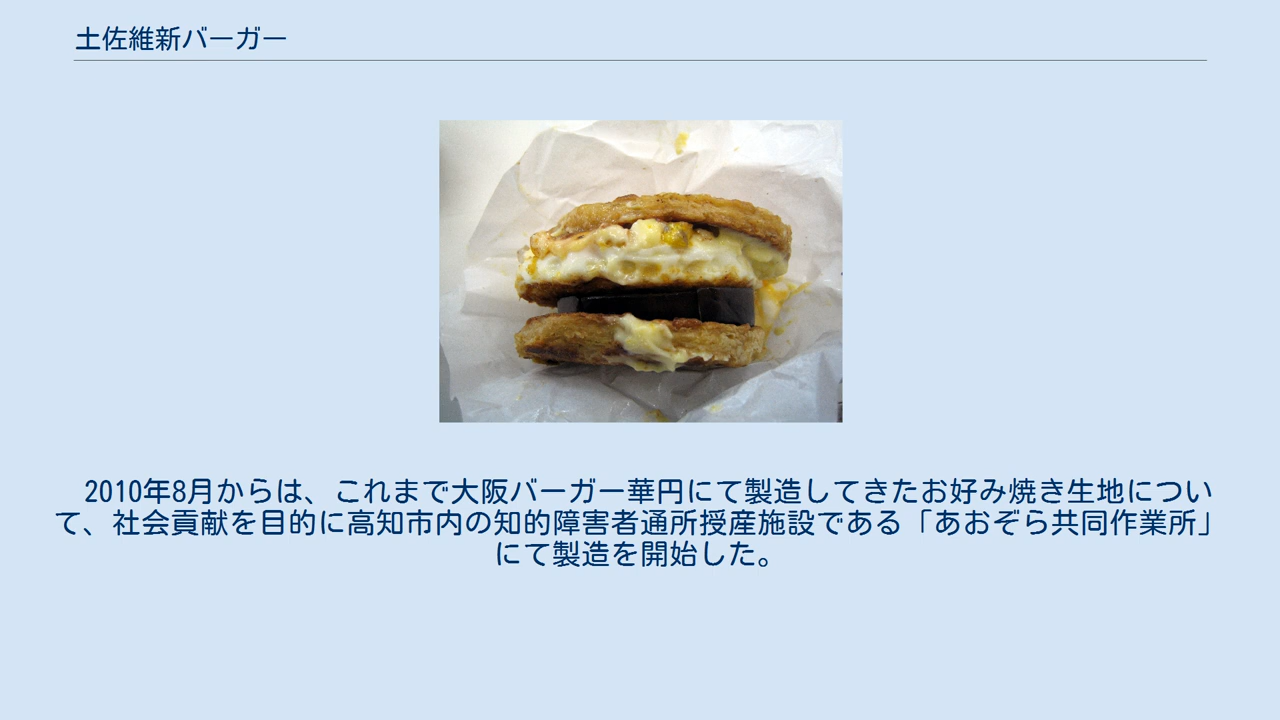 土佐維新バーガー
2010年8月からは、これまで大阪バーガー華円にて製造してきたお好み焼き生地につい
て、社会貢献を目的に高知市内の知的障害者通所授産施設である「あおぞら共同作業所」
にて製造を開始した。